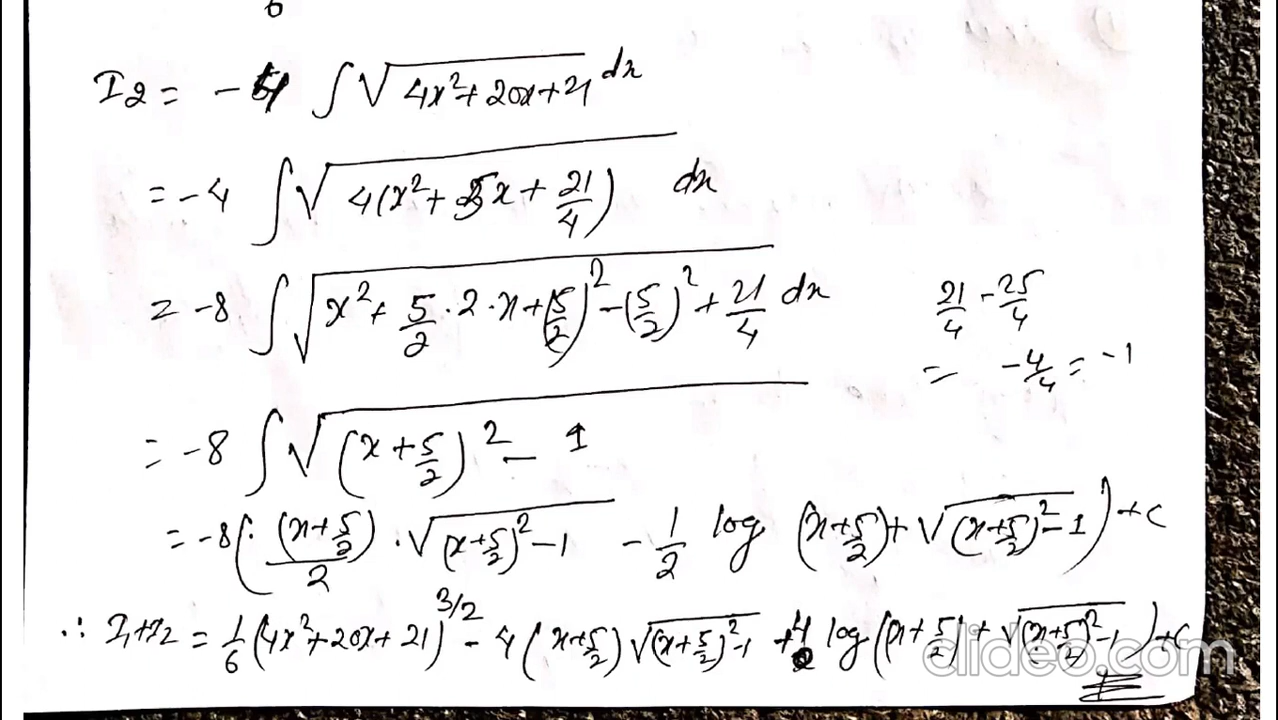 6
I2 = -4 ∫ √(4x²+20x+21) dx
= -4 ∫ √(4(x²+5x+21/4)) dx
= -8 ∫ √(x²+5/2·2·x+(5/2)²-(5/2)²+21/4) dx
21/4 - 25/4
= -4/4 = -1
= -8 ∫ √((x+5/2)² - 1)
= -8(·(x+5/2)/2 · √((x+5/2)²-1) - 1/2 log (x+5/2)+√((x+5/2)²-1)) + c
∴ I1+I2 = 1/6 (4x²+20x+21)^3/2 - 4(x+5/2)√((x+5/2)²-1) +4 log((x+5/2)+√((x+5/2)²-1)) + c
dlideo.com